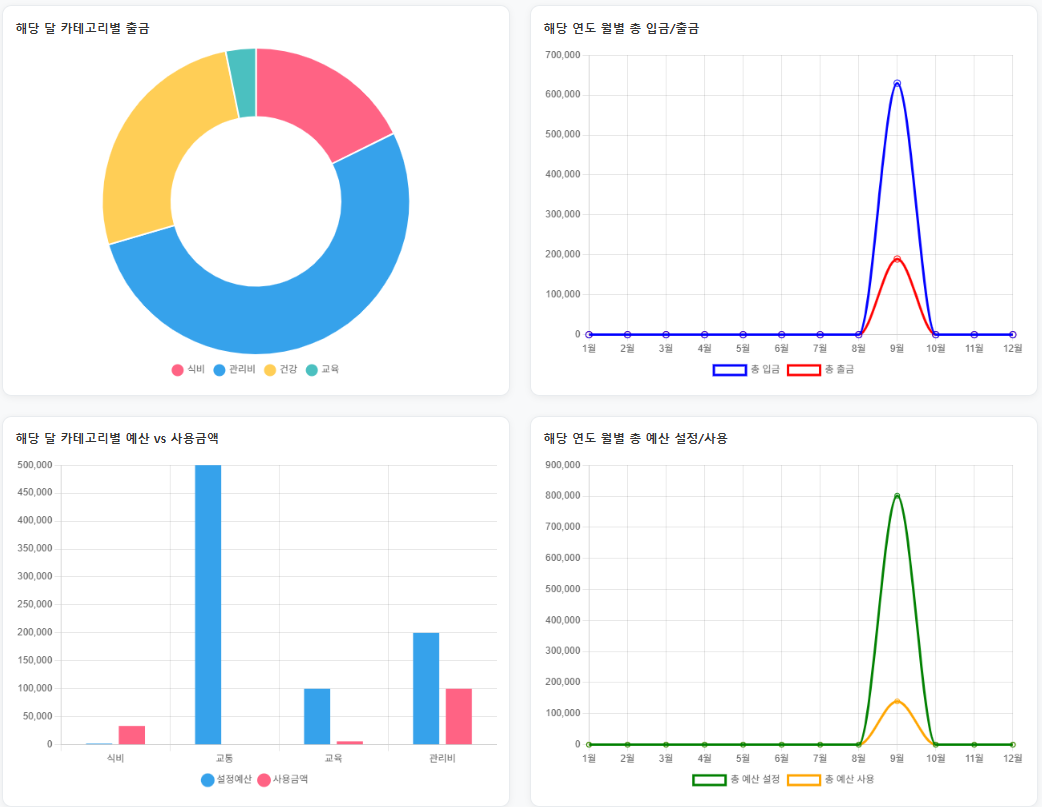 해당 달 카테고리별 출금
식비 관리비 건강 교육
해당 연도 월별 총 입금/출금
700,000
600,000
500,000
400,000
300,000
200,000
100,000
0
1월 2월 3월 4월 5월 6월 7월 8월 9월 10월 11월 12월
총 입금 총 출금
해당 달 카테고리별 예산 vs 사용금액
500,000
450,000
400,000
350,000
300,000
250,000
200,000
150,000
100,000
50,000
0
식비 교통 교육 관리비
설정예산 사용금액
해당 연도 월별 총 예산 설정/사용
900,000
800,000
700,000
600,000
500,000
400,000
300,000
200,000
100,000
0
1월 2월 3월 4월 5월 6월 7월 8월 9월 10월 11월 12월
총 예산 설정 총 예산 사용